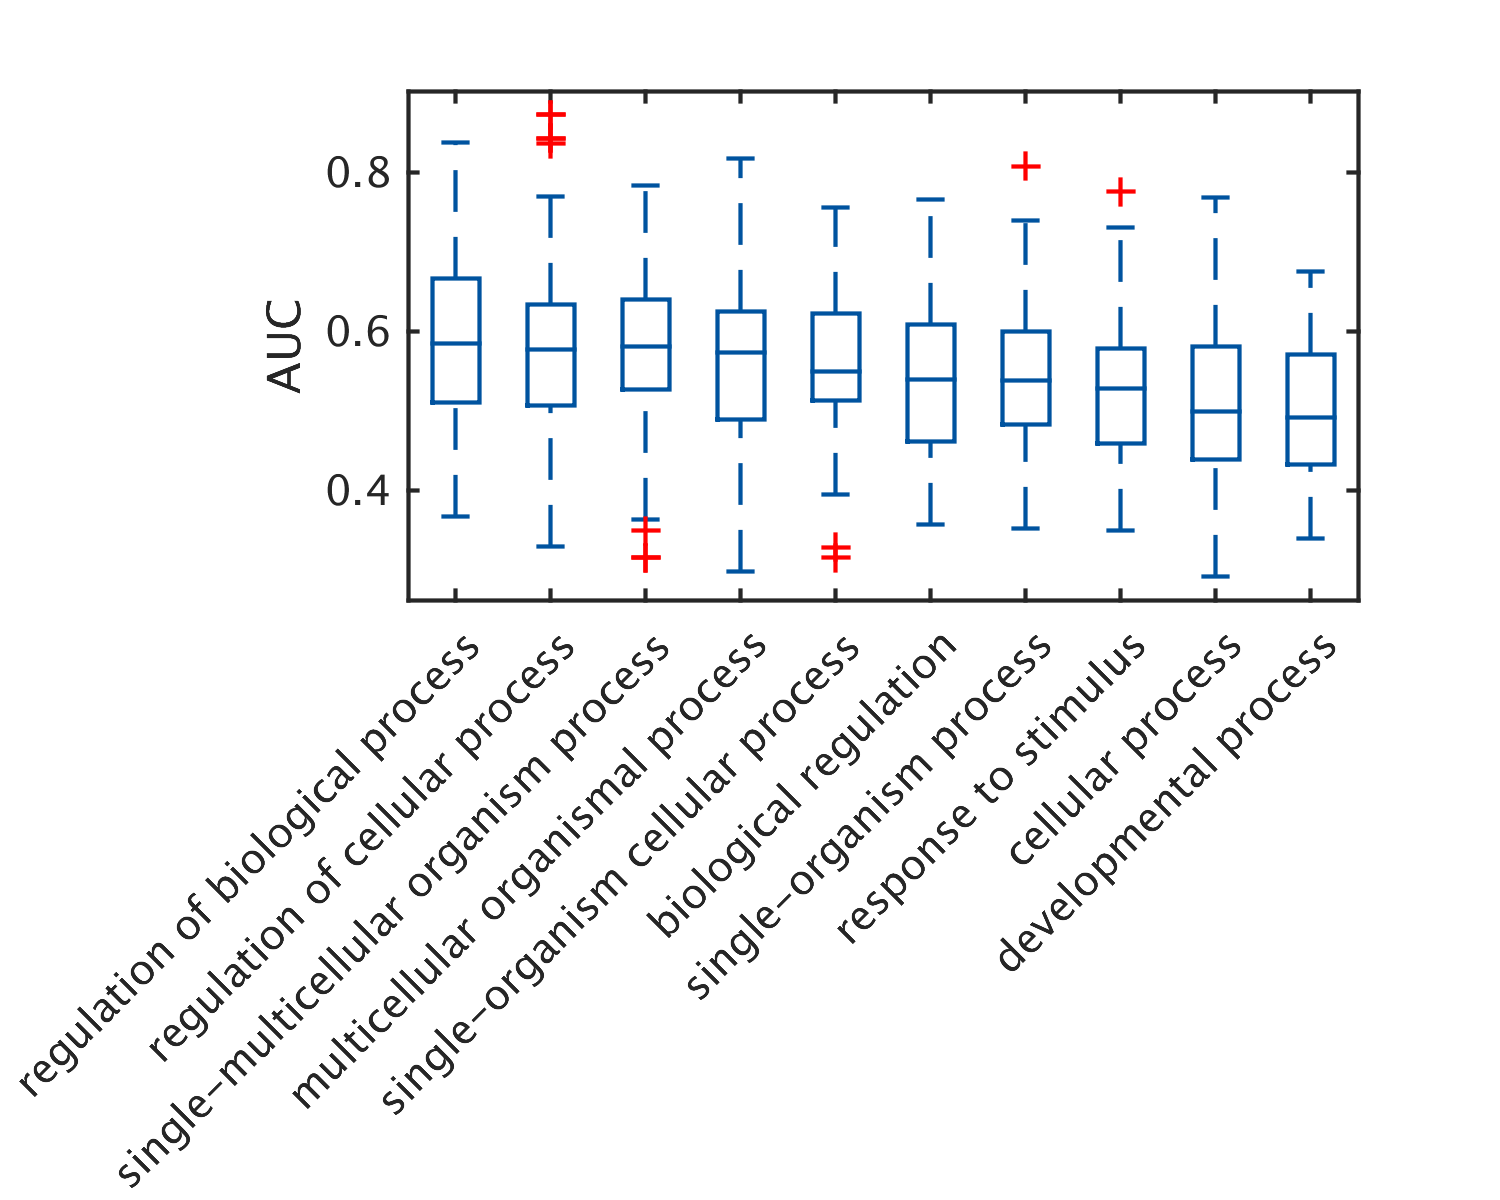 AUC
0.8
0.6
0.4
regulation of biological process
regulation of cellular process
single−multicellular organism process
multicellular organismal process
single−organism cellular process
biological regulation
single−organism process
response to stimulus
cellular process
developmental process